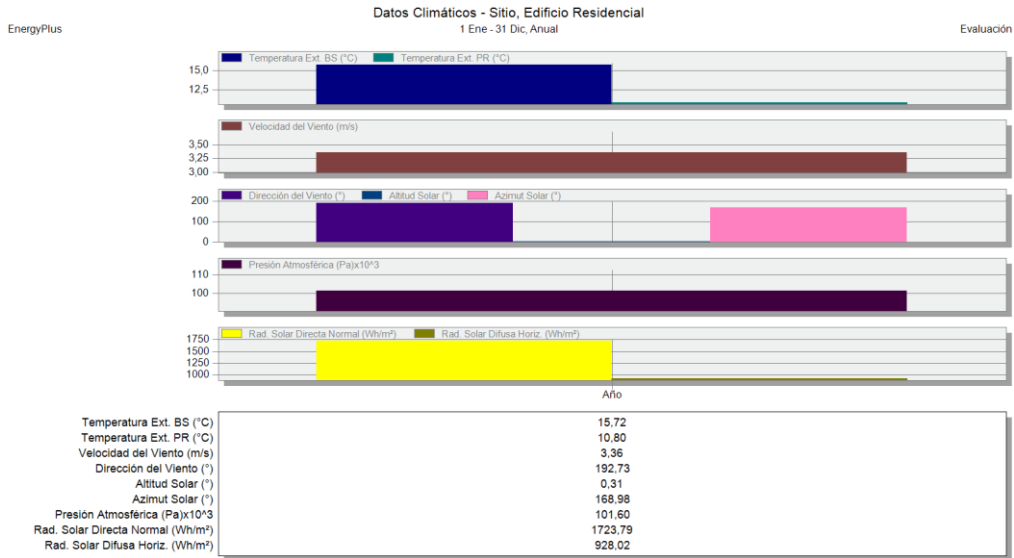 Datos Climáticos - Sitio, Edificio Residencial
EnergyPlus 1 Ene - 31 Dic, Anual Evaluación
Temperatura Ext. BS (°C) Temperatura Ext. PR (°C)
15,0
12,5
Velocidad del Viento (m/s)
3,50
3,25
3,00
Dirección del Viento (°) Altitud Solar (°) Azimut Solar (°)
200
100
0
Presión Atmosférica (Pa)x10^3
110
100
Rad. Solar Directa Normal (Wh/m²) Rad. Solar Difusa Horiz. (Wh/m²)
1750
1500
1250
1000
Año
Temperatura Ext. BS (°C) 15,72
Temperatura Ext. PR (°C) 10,80
Velocidad del Viento (m/s) 3,36
Dirección del Viento (°) 192,73
Altitud Solar (°) 0,31
Azimut Solar (°) 168,98
Presión Atmosférica (Pa)x10^3 101,60
Rad. Solar Directa Normal (Wh/m²) 1723,79
Rad. Solar Difusa Horiz. (Wh/m²) 928,02